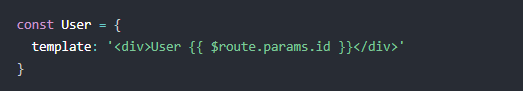 const User = {
  template: '<div>User {{ $route.params.id }}</div>'
}